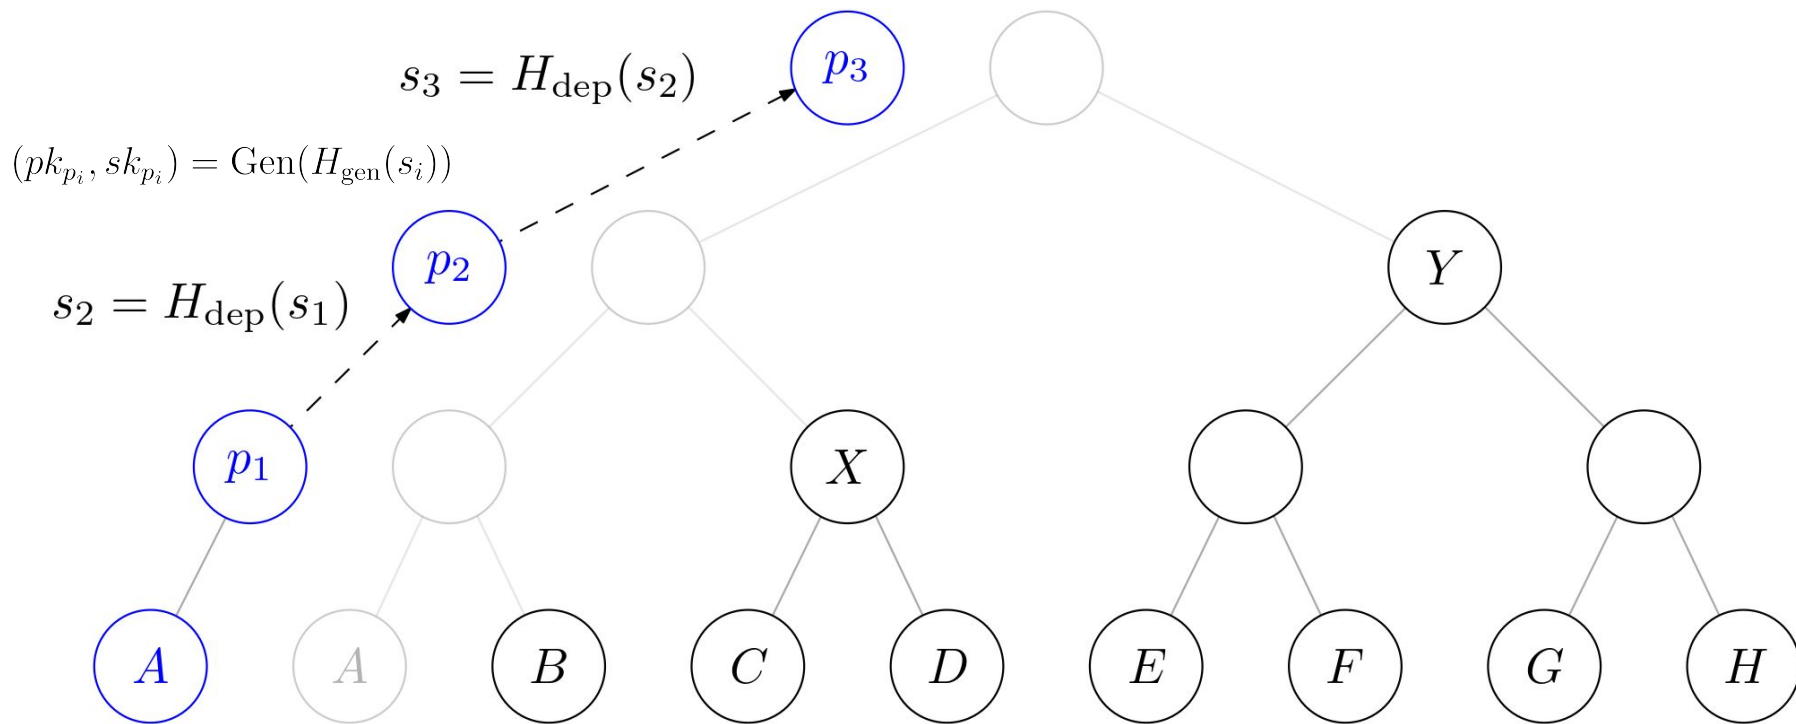 s₃ = H_dep(s₂)
p₃
(pk_{p_i}, sk_{p_i}) = Gen(H_gen(s_i))
p₂
Y
s₂ = H_dep(s₁)
p₁
X
A
A
B
C
D
E
F
G
H